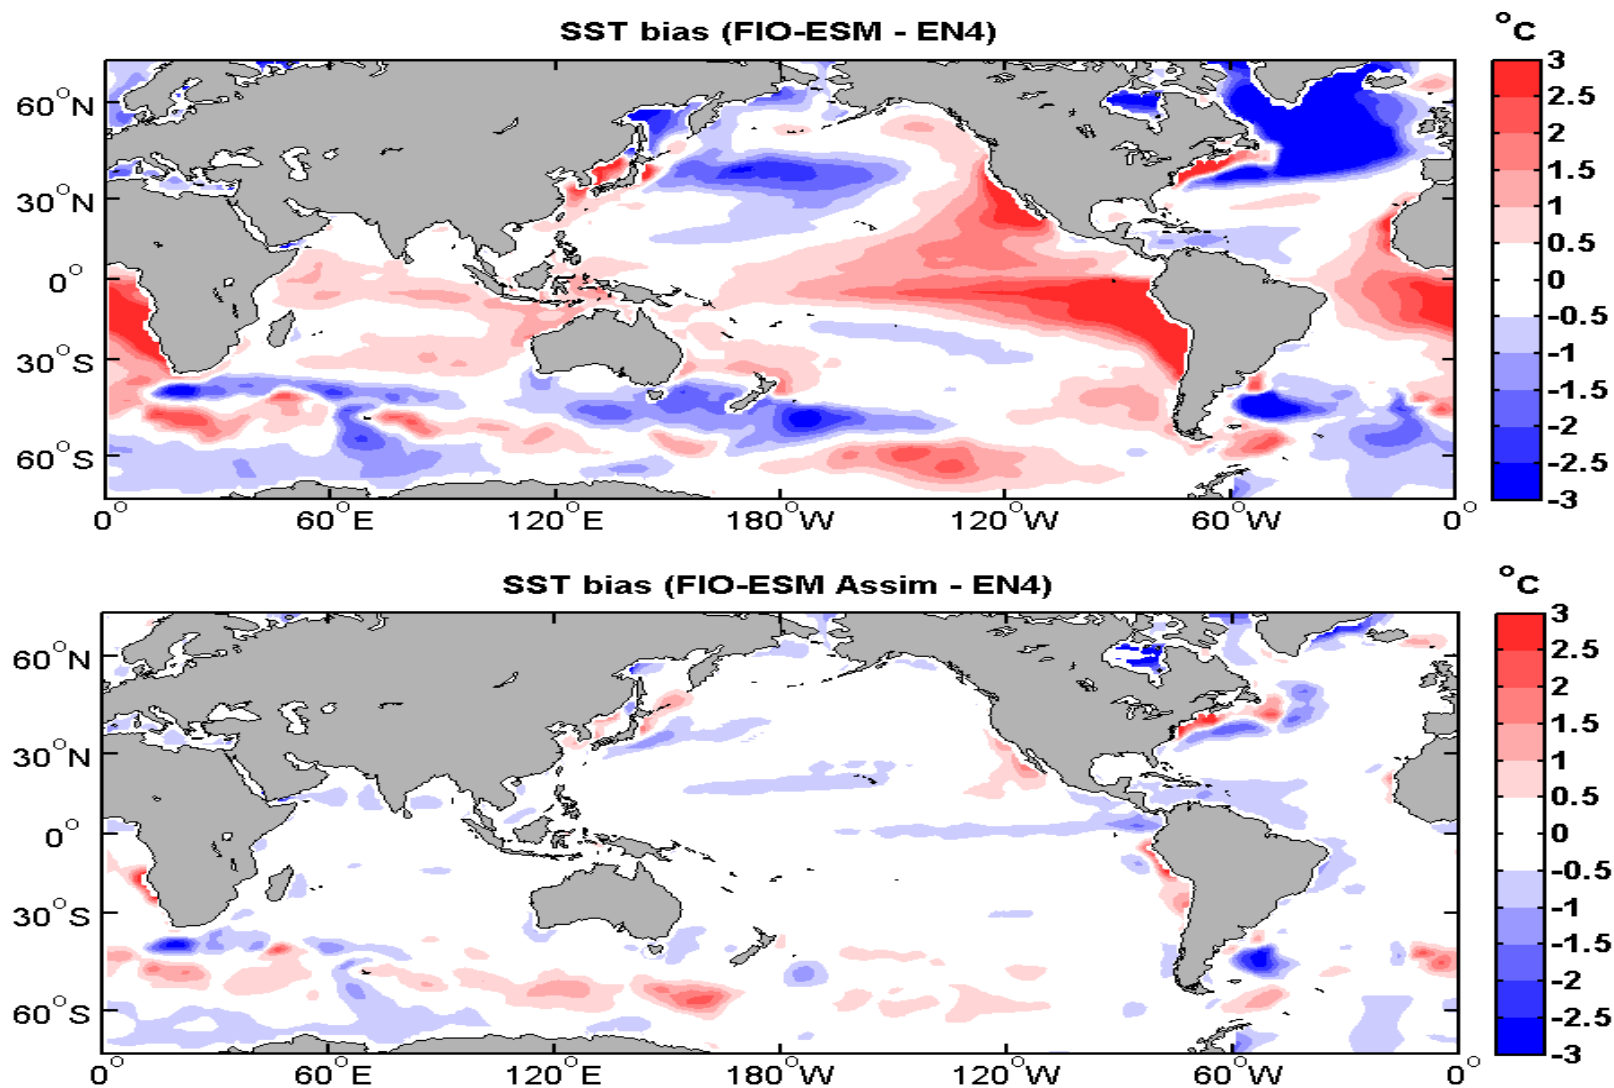 SST bias (FIO-ESM - EN4)
°C
3
2.5
2
1.5
1
0.5
0
-0.5
-1
-1.5
-2
-2.5
-3
60°N
30°N
0°
30°S
60°S
0° 60°E 120°E 180°W 120°W 60°W 0°
SST bias (FIO-ESM Assim - EN4)
°C
3
2.5
2
1.5
1
0.5
0
-0.5
-1
-1.5
-2
-2.5
-3
60°N
30°N
0°
30°S
60°S
0° 60°E 120°E 180°W 120°W 60°W 0°